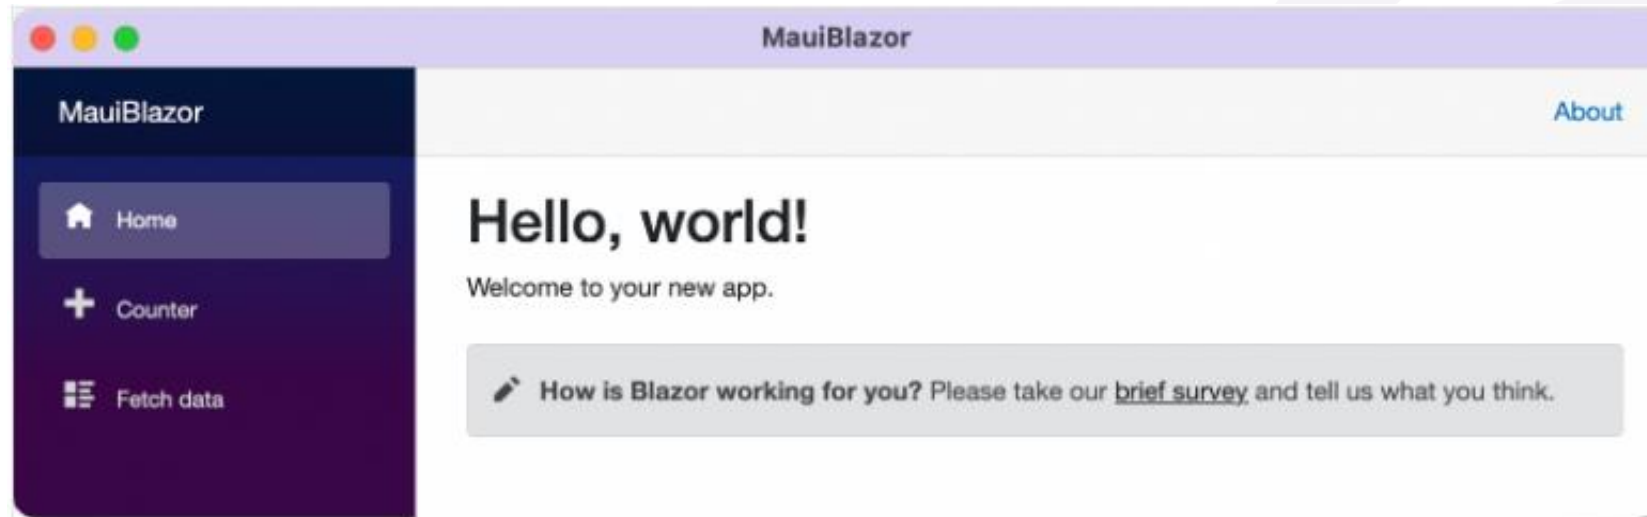 MauiBlazor
MauiBlazor
About
Home
Counter
Fetch data
Hello, world!
Welcome to your new app.
How is Blazor working for you? Please take our brief survey and tell us what you think.